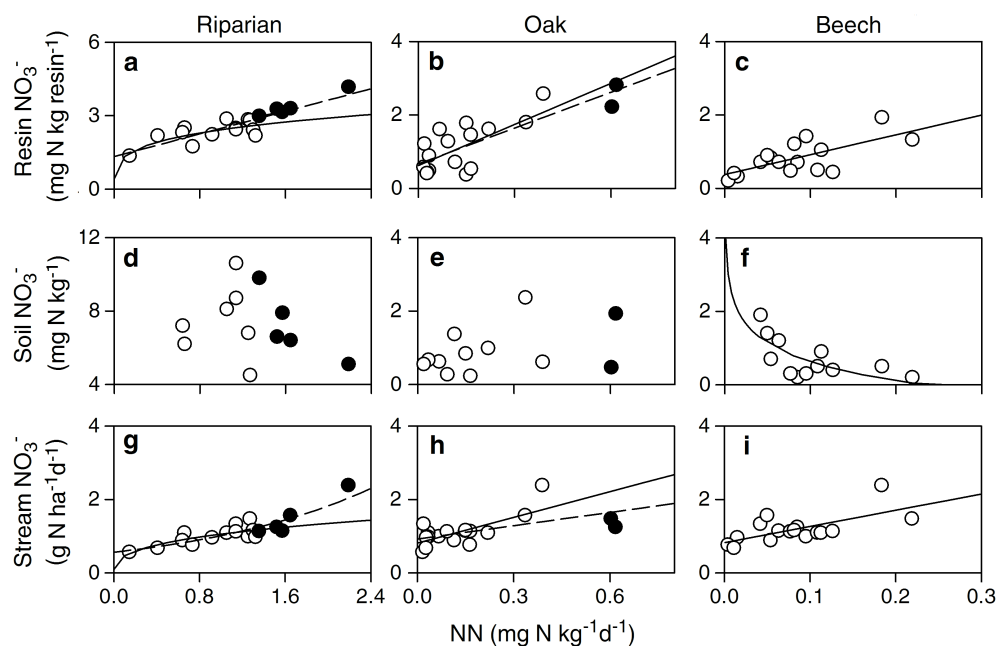 Riparian Oak Beech
Resin NO₃⁻
(mg N kg resin⁻¹)
6
3
0
a
4
2
0
b
4
2
0
c
Soil NO₃⁻
(mg N kg⁻¹)
12
8
4
d
4
2
0
e
4
2
0
f
Stream NO₃⁻
(g N ha⁻¹d⁻¹)
4
2
0
g
4
2
0
h
4
2
0
i
0.0 0.8 1.6 2.4 0.0 0.3 0.6 0.0 0.1 0.2 0.3
NN (mg N kg⁻¹d⁻¹)